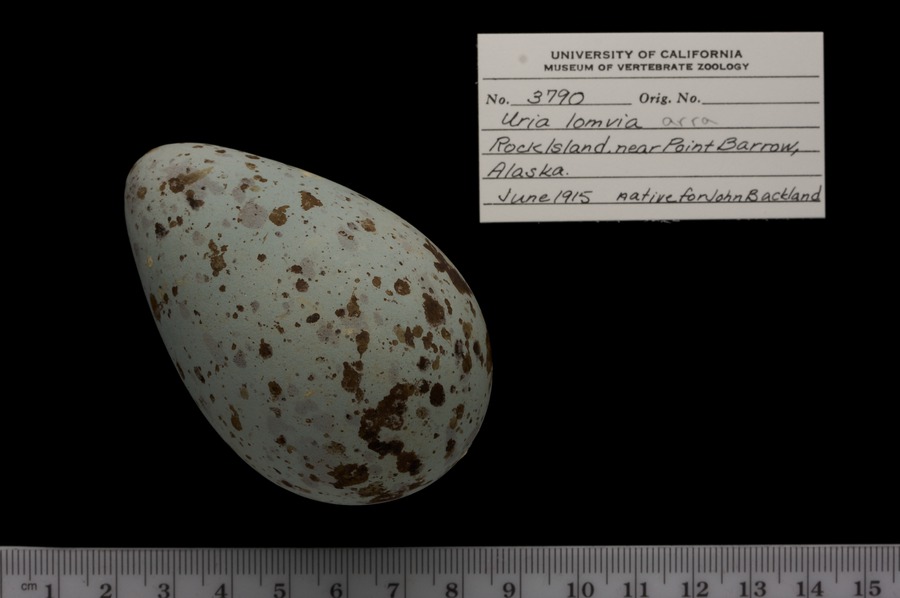 UNIVERSITY OF CALIFORNIA
MUSEUM OF VERTEBRATE ZOOLOGY
No. 3790 Orig. No.
Uria lomvia arra
Rock Island, near Point Barrow,
Alaska.
June 1915 native for John Backland
cm 1 2 3 4 5 6 7 8 9 10 11 12 13 14 15